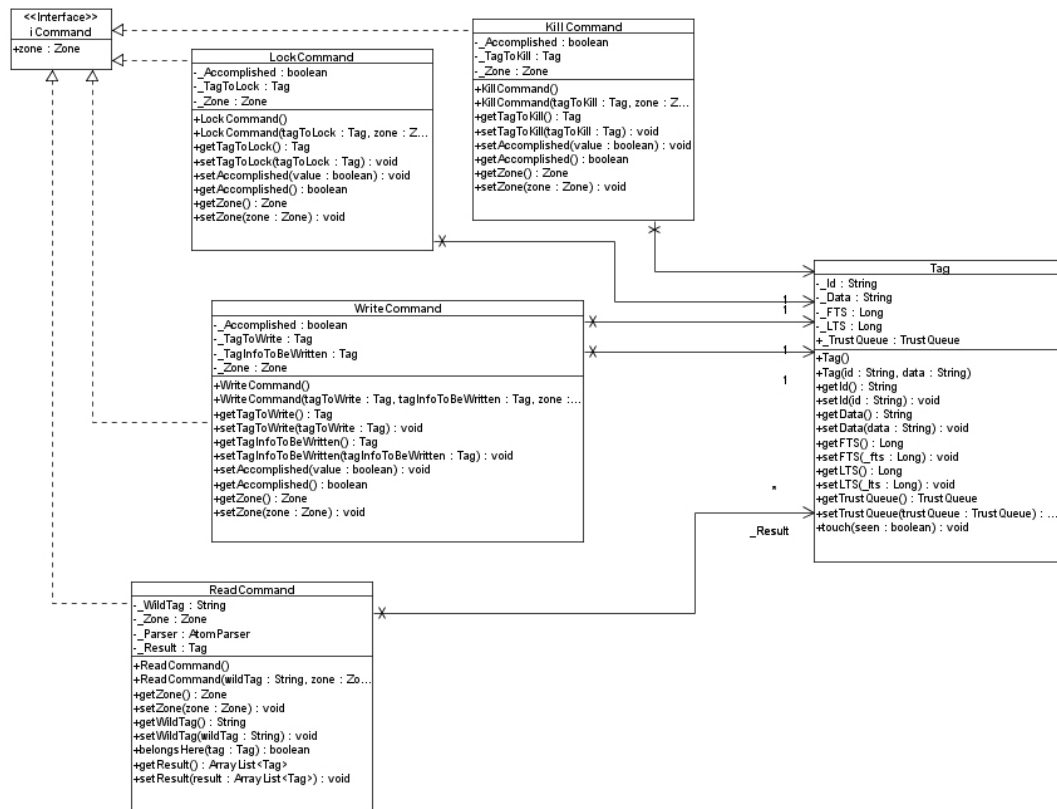 <<Interface>>
iCommand
+zone : Zone
KillCommand
-_Accomplished : boolean
-_TagToKill : Tag
-_Zone : Zone
+KillCommand()
+KillCommand(tagToKill : Tag, zone : Z...
+getTagToKill() : Tag
+setTagToKill(tagToKill : Tag) : void
+setAccomplished(value : boolean) : void
+getAccomplished() : boolean
+getZone() : Zone
+setZone(zone : Zone) : void
LockCommand
-_Accomplished : boolean
-_TagToLock : Tag
-_Zone : Zone
+LockCommand()
+LockCommand(tagToLock : Tag, zone : Z...
+getTagToLock() : Tag
+setTagToLock(tagToLock : Tag) : void
+setAccomplished(value : boolean) : void
+getAccomplished() : boolean
+getZone() : Zone
+setZone(zone : Zone) : void
Tag
-_Id : String
-_Data : String
-_FTS : Long
-_LTS : Long
+_TrustQueue : TrustQueue
+Tag()
+Tag(id : String, data : String)
+getId() : String
+setId(id : String) : void
+getData() : String
+setData(data : String) : void
+getFTS() : Long
+setFTS(_fts : Long) : void
+getLTS() : Long
+setLTS(_lts : Long) : void
+getTrustQueue() : TrustQueue
+setTrustQueue(trustQueue : TrustQueue) : ...
+touch(seen : boolean) : void
1
1
1
1
*
_Result
WriteCommand
-_Accomplished : boolean
-_TagToWrite : Tag
-_TagInfoToBeWritten : Tag
-_Zone : Zone
+WriteCommand()
+WriteCommand(tagToWrite : Tag, tagInfoToBeWritten : Tag, zone :...
+getTagToWrite() : Tag
+setTagToWrite(tagToWrite : Tag) : void
+getTagInfoToBeWritten() : Tag
+setTagInfoToBeWritten(tagInfoToBeWritten : Tag) : void
+setAccomplished(value : boolean) : void
+getAccomplished() : boolean
+getZone() : Zone
+setZone(zone : Zone) : void
ReadCommand
-_WildTag : String
-_Zone : Zone
-_Parser : AtomParser
-_Result : Tag
+ReadCommand()
+ReadCommand(wildTag : String, zone : Zo...
+getZone() : Zone
+setZone(zone : Zone) : void
+getWildTag() : String
+setWildTag(wildTag : String) : void
+belongsHere(tag : Tag) : boolean
+getResult() : ArrayList<Tag>
+setResult(result : ArrayList<Tag>) : void